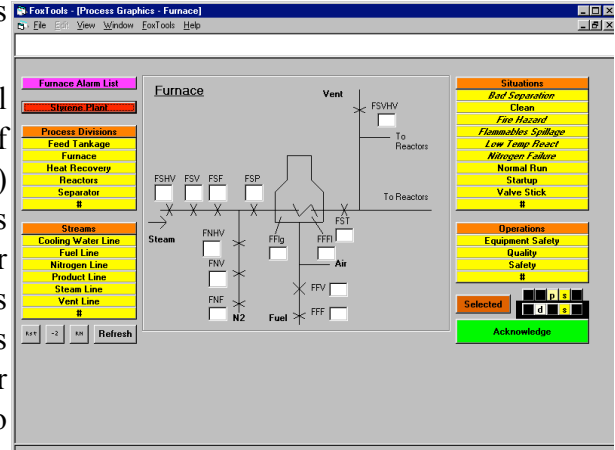 FoxTools - [Process Graphics - Furnace]
File Edit View Window FoxTools Help
Furnace Alarm List
Styrene Plant
Process Divisions
Feed Tankage
Furnace
Heat Recovery
Reactors
Separator
#
Streams
Cooling Water Line
Fuel Line
Nitrogen Line
Product Line
Steam Line
Vent Line
#
Refresh
Furnace
Vent
FSVHV
To
Reactors
FSHV FSV FSF FSP
To Reactors
FST
Steam
FNHV
FFIg
FFFl
Air
FNV
FFV
FNF
FFF
N2
Fuel
Situations
Bad Separation
Clean
Fire Hazard
Flammables Spillage
Low Temp React
Nitrogen Failure
Normal Run
Startup
Valve Stick
#
Operations
Equipment Safety
Quality
Safety
#
Selected
p s
d s
Acknowledge